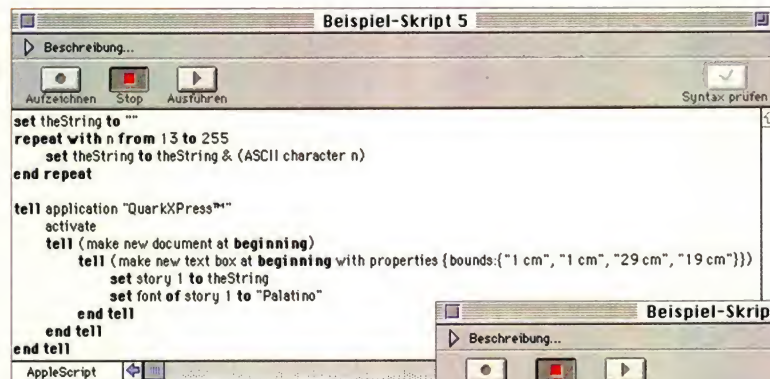 Beispiel-Skript 5
Beschreibung...
Aufzeichnen Stop Ausführen Syntax prüfen
set theString to ""
repeat with n from 13 to 255
set theString to theString & (ASCII character n)
end repeat
tell application "QuarkXPress™"
activate
tell (make new document at beginning)
tell (make new text box at beginning with properties {bounds:{"1 cm", "1 cm", "29 cm", "19 cm"}})
set story 1 to theString
set font of story 1 to "Palatino"
end tell
end tell
end tell
AppleScript
Beispiel-Skrip
Beschreibung...